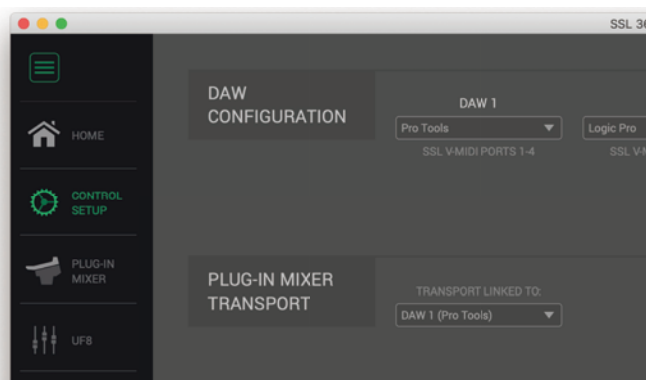 SSL 36
HOME
CONTROL
SETUP
PLUG-IN
MIXER
UF8
DAW
CONFIGURATION
DAW 1
Pro Tools
Logic Pro
SSL V-MIDI PORTS 1-4
SSL V-M
PLUG-IN MIXER
TRANSPORT
TRANSPORT LINKED TO:
DAW 1 (Pro Tools)